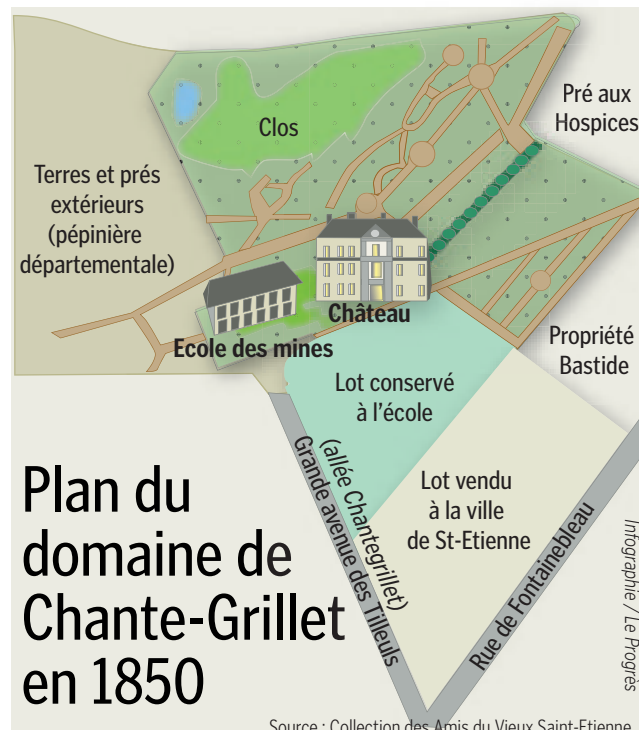 Pré aux
Hospices
Clos
Terres et prés
extérieurs
(pépinière
départementale)
Château
Ecole des mines
Propriété
Bastide
Lot conservé
à l'école
(allée Chantegrillet)
Grande avenue des Tilleuls
Lot vendu
à la ville
de St-Etienne
Rue de Fontainebleau
Plan du
domaine de
Chante-Grillet
en 1850
Infographie / Le Progrès
Source : Collection des Amis du Vieux Saint-Etienne